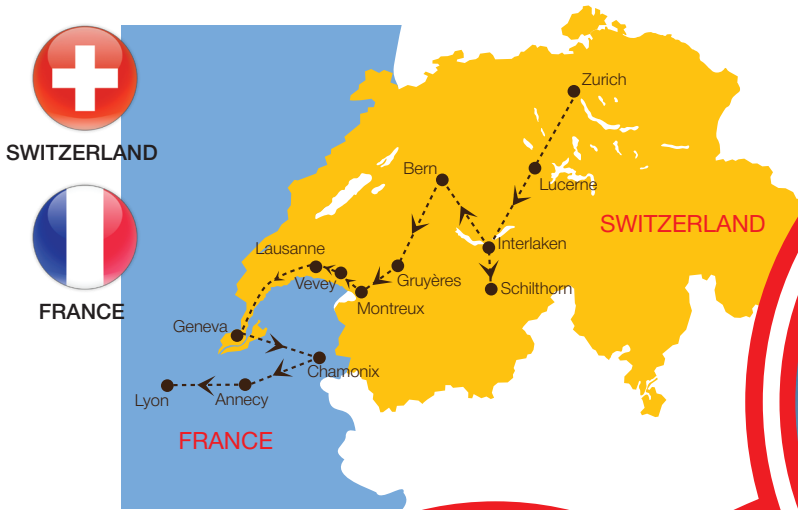 SWITZERLAND
FRANCE
Zurich
Bern
Lucerne
SWITZERLAND
Interlaken
Lausanne
Vevey
Gruyères
Schilthorn
Montreux
Geneva
Chamonix
Lyon
Annecy
FRANCE